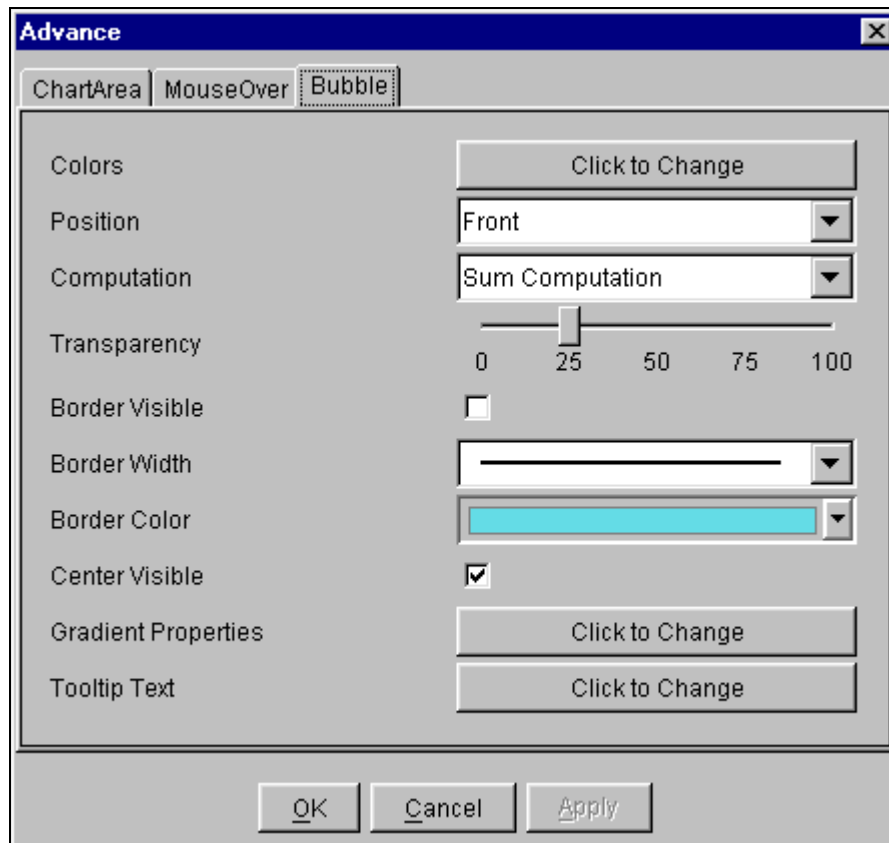 Advance
ChartArea MouseOver Bubble
Colors Click to Change
Position Front
Computation Sum Computation
Transparency
0 25 50 75 100
Border Visible
Border Width
Border Color
Center Visible
Gradient Properties Click to Change
Tooltip Text Click to Change
OK Cancel Apply